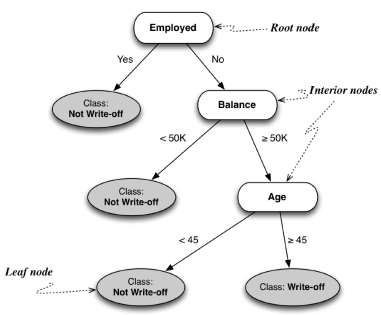 Employed
Root node
Yes
No
Class:
Not Write-off
Balance
Interior nodes
< 50K
≥ 50K
Class:
Not Write-off
Age
< 45
≥ 45
Leaf node
Class:
Not Write-off
Class: Write-off